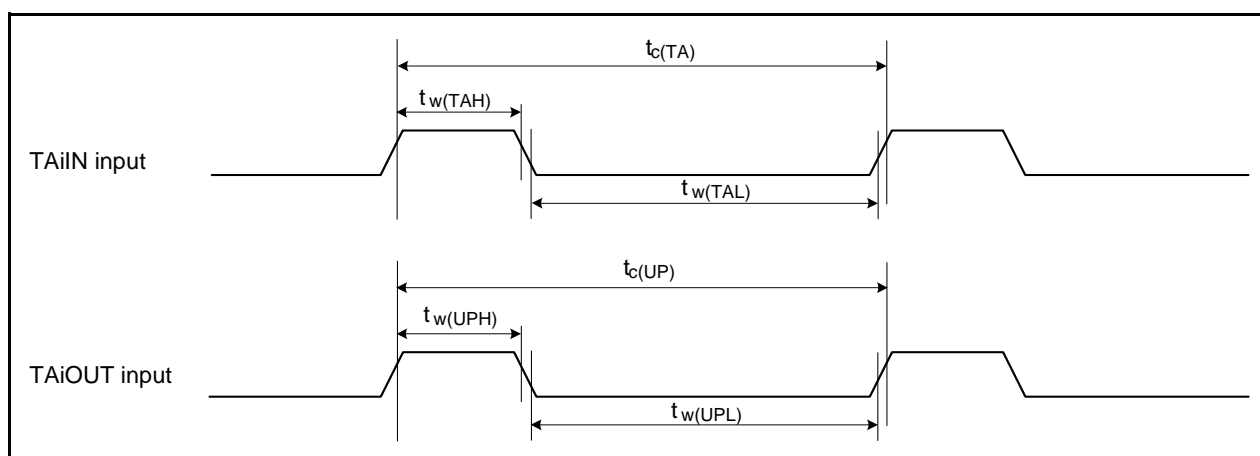 tc(TA)
tw(TAH)
TAiIN input
tw(TAL)
tc(UP)
tw(UPH)
TAiOUT input
tw(UPL)